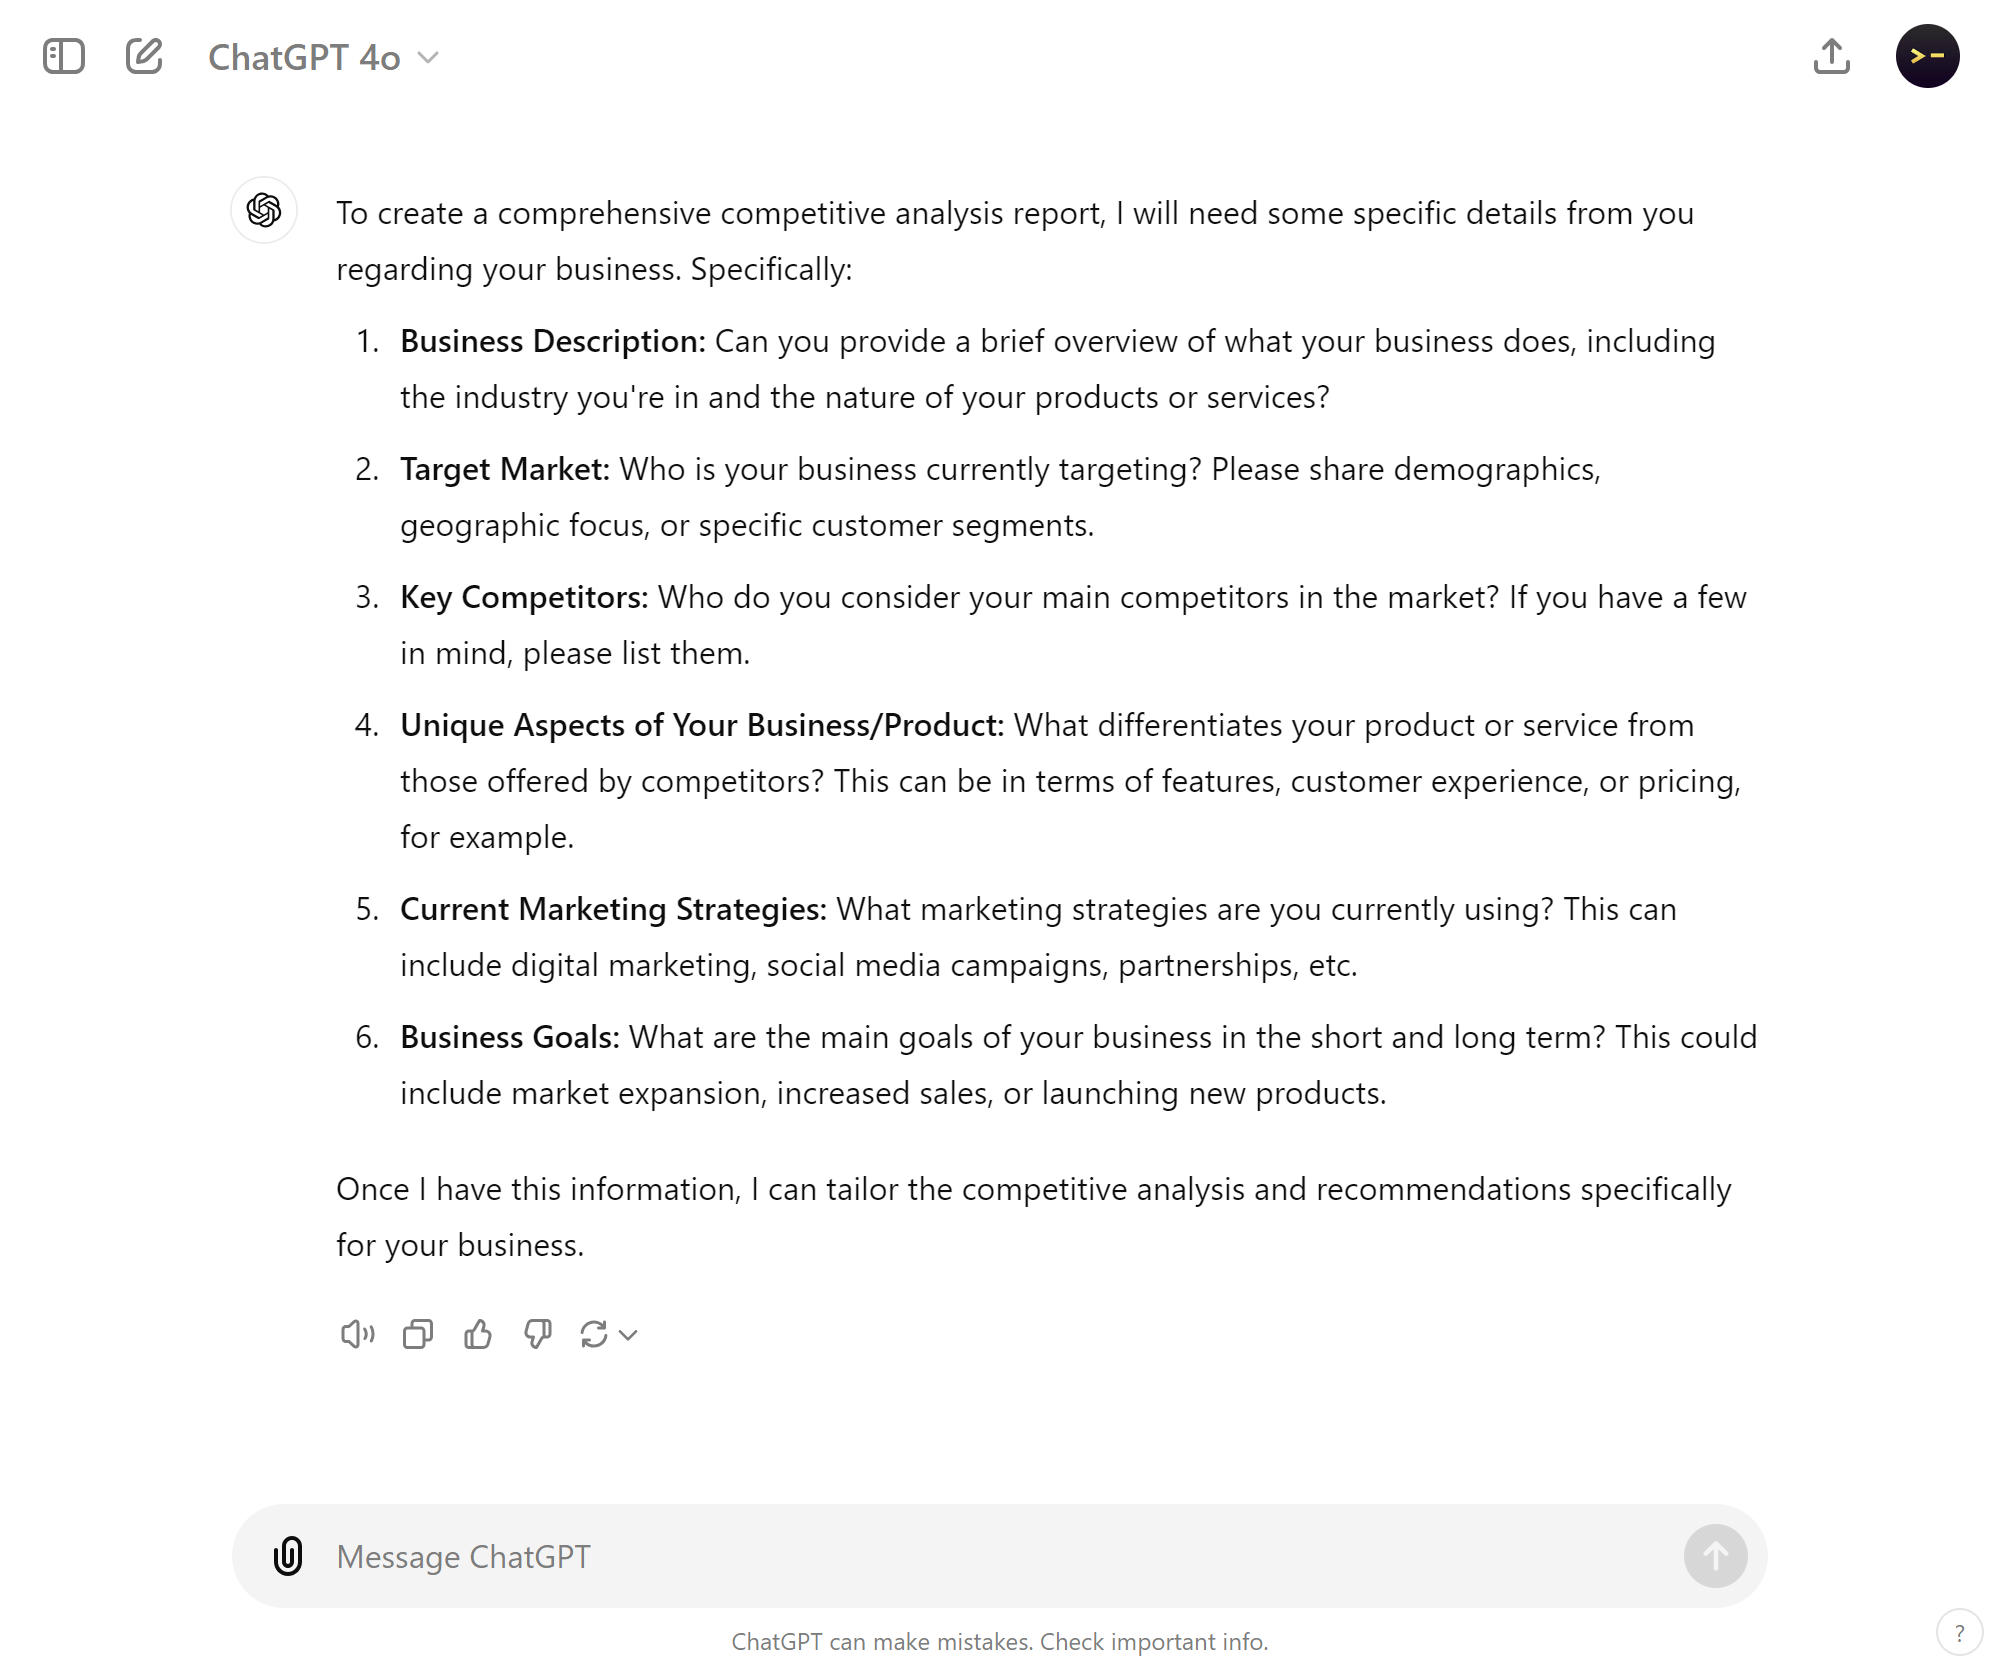 ChatGPT 4o
>-
To create a comprehensive competitive analysis report, I will need some specific details from you
regarding your business. Specifically:
1. Business Description: Can you provide a brief overview of what your business does, including
the industry you're in and the nature of your products or services?
2. Target Market: Who is your business currently targeting? Please share demographics,
geographic focus, or specific customer segments.
3. Key Competitors: Who do you consider your main competitors in the market? If you have a few
in mind, please list them.
4. Unique Aspects of Your Business/Product: What differentiates your product or service from
those offered by competitors? This can be in terms of features, customer experience, or pricing,
for example.
5. Current Marketing Strategies: What marketing strategies are you currently using? This can
include digital marketing, social media campaigns, partnerships, etc.
6. Business Goals: What are the main goals of your business in the short and long term? This could
include market expansion, increased sales, or launching new products.
Once I have this information, I can tailor the competitive analysis and recommendations specifically
for your business.
Message ChatGPT
ChatGPT can make mistakes. Check important info.
?